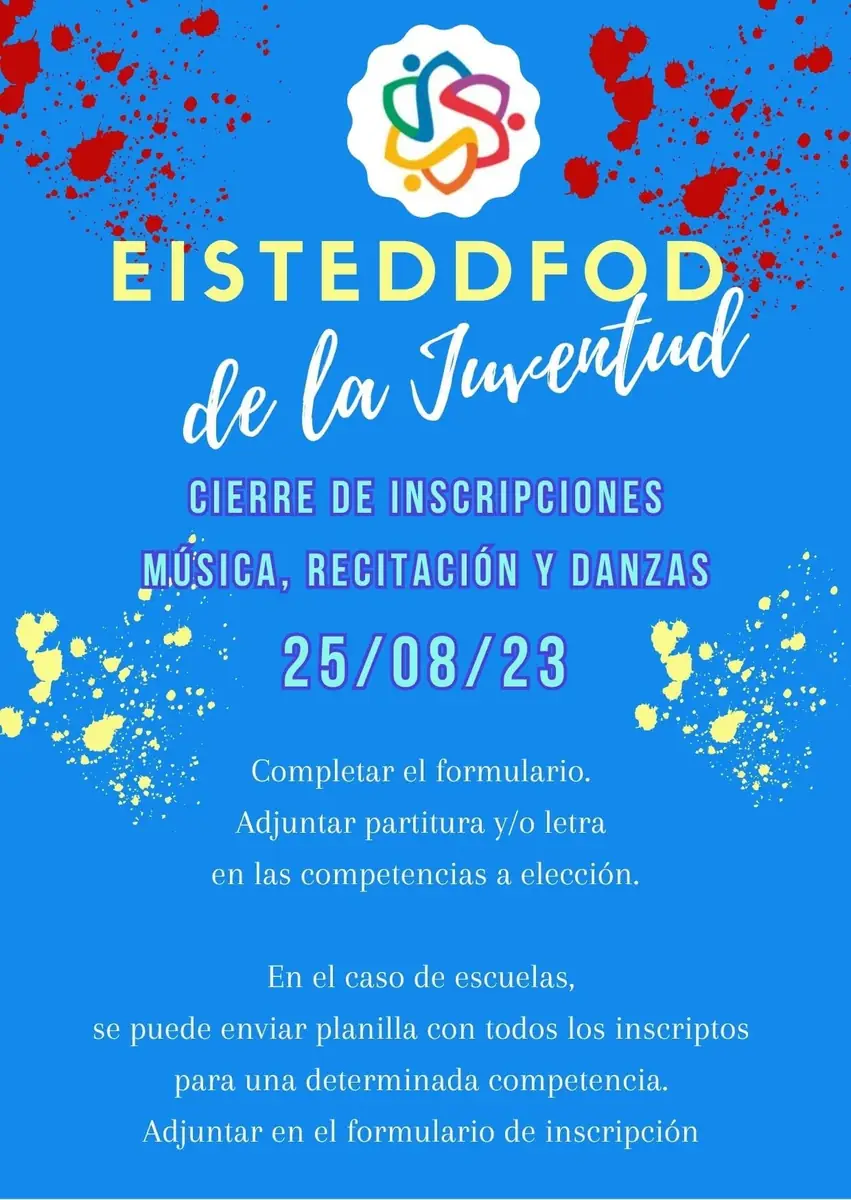 EISTEDDFOD
de la Juventud
CIERRE DE INSCRIPCIONES
MÚSICA, RECITACIÓN Y DANZAS
25/08/23
Completar el formulario.
Adjuntar partitura y/o letra
en las competencias a elección.
En el caso de escuelas,
se puede enviar planilla con todos los inscriptos
para una determinada competencia.
Adjuntar en el formulario de inscripción